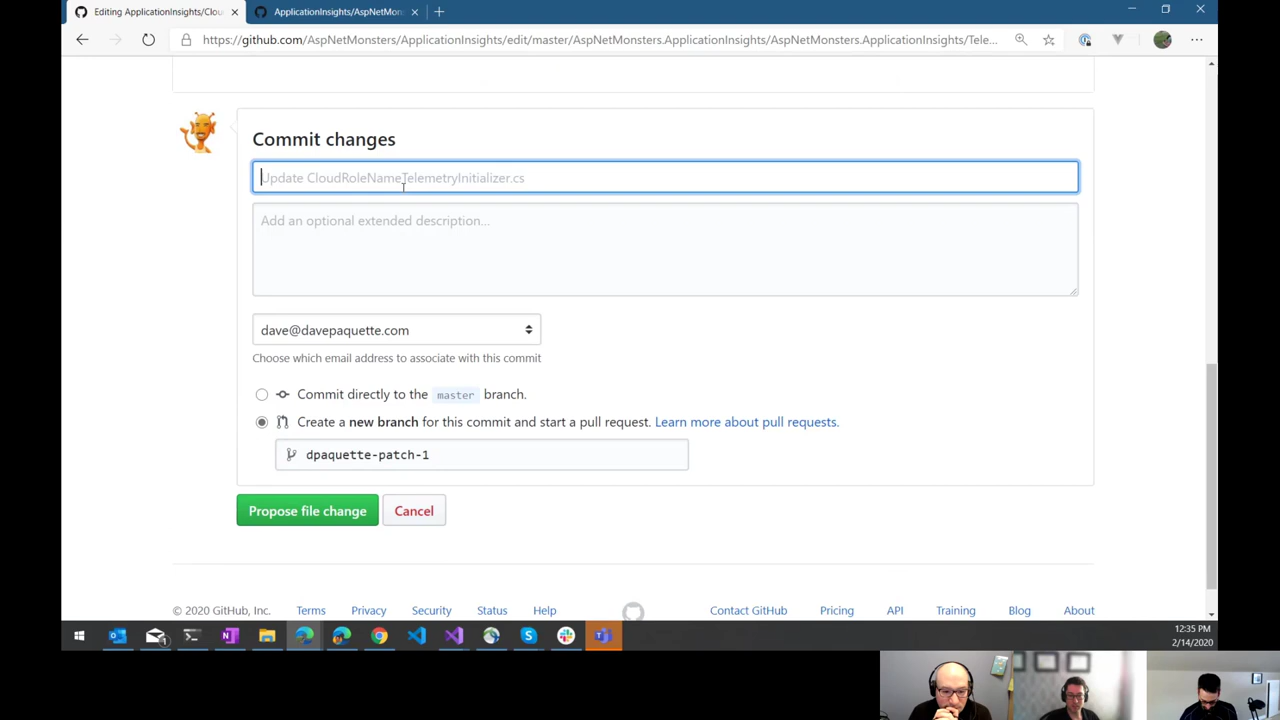 Editing ApplicationInsights/Clou
ApplicationInsights/AspNetMon
https://github.com/AspNetMonsters/ApplicationInsights/edit/master/AspNetMonsters.ApplicationInsights/AspNetMonsters.ApplicationInsights/Tele...
Commit changes
Update CloudRoleNameTelemetryInitializer.cs
Add an optional extended description...
dave@davepaquette.com
Choose which email address to associate with this commit
Commit directly to the master branch.
Create a new branch for this commit and start a pull request. Learn more about pull requests.
dpaquette-patch-1
Propose file change Cancel
© 2020 GitHub, Inc. Terms Privacy Security Status Help Contact GitHub Pricing API Training Blog About
12:35 PM
2/14/2020